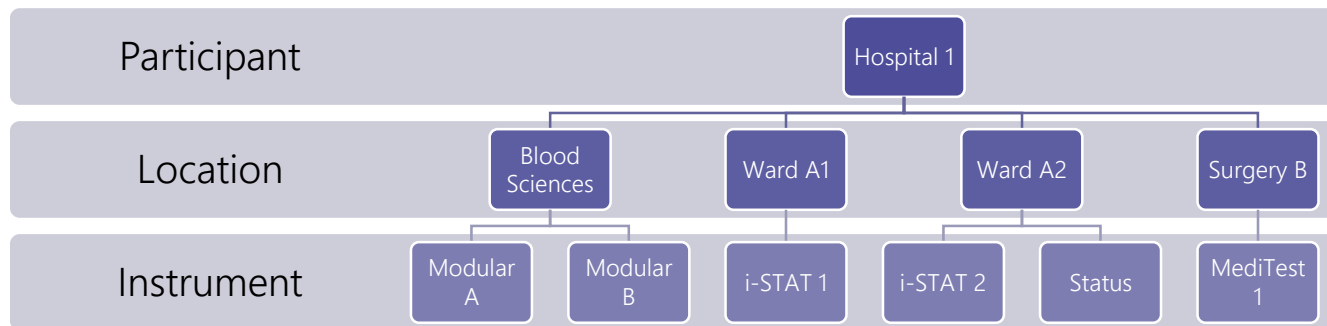 Participant
Hospital 1
Location
Blood
Sciences
Ward A1
Ward A2
Surgery B
Instrument
Modular
A
Modular
B
i-STAT 1
i-STAT 2
Status
MediTest
1